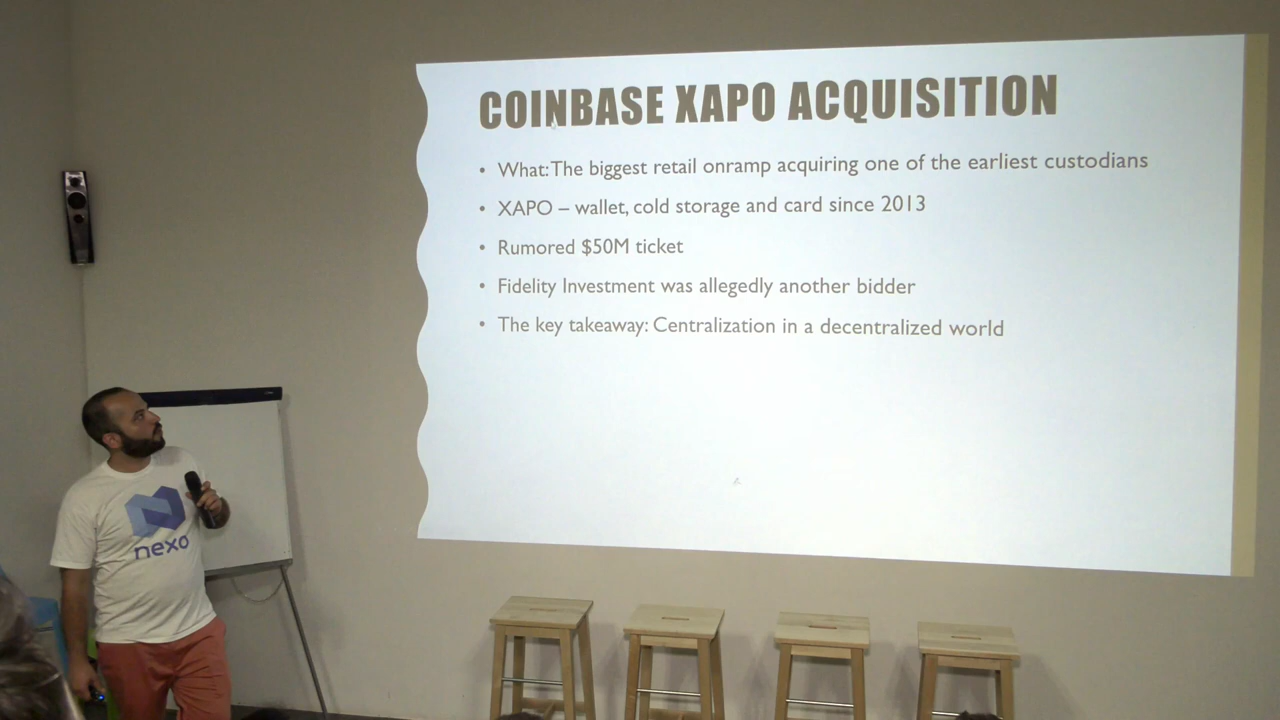 COINBASE XAPO ACQUISITION
• What: The biggest retail onramp acquiring one of the earliest custodians
• XAPO – wallet, cold storage and card since 2013
• Rumored $50M ticket
• Fidelity Investment was allegedly another bidder
• The key takeaway: Centralization in a decentralized world
nexo